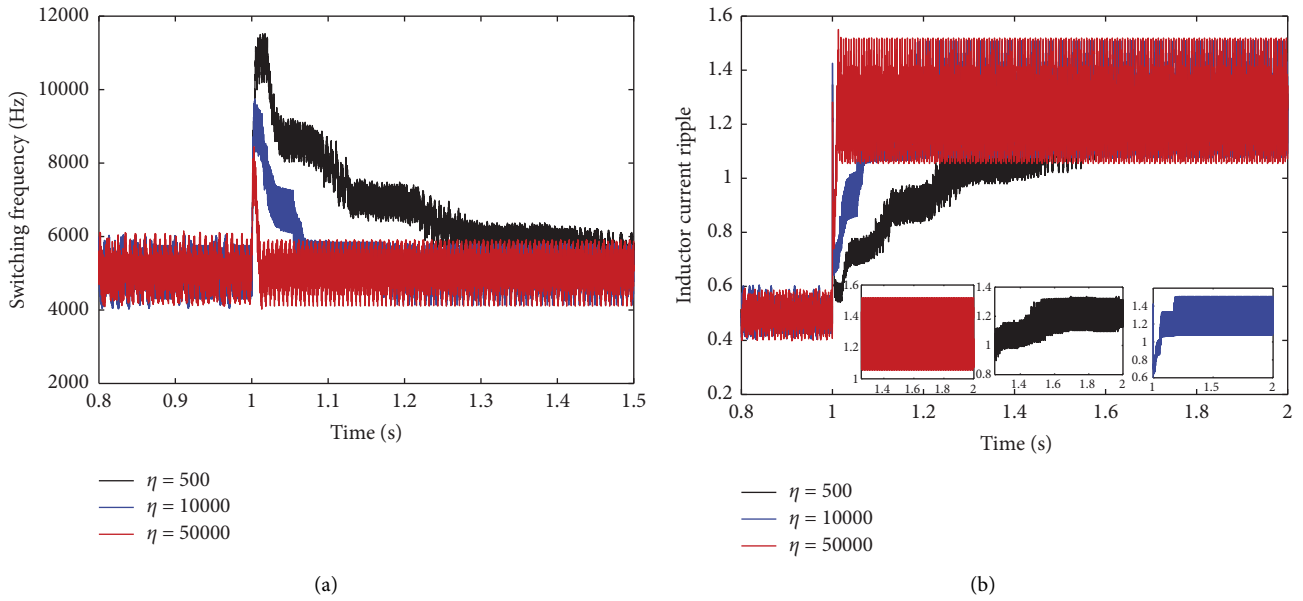 12000
10000
8000
6000
4000
2000
Switching frequency (Hz)
0.8 0.9 1 1.1 1.2 1.3 1.4 1.5
Time (s)
η = 500
η = 10000
η = 50000
(a)
1.6
1.4
1.2
1
0.8
0.6
0.4
0.2
Inductor current ripple
1.6
1.4
1.2
1
1.4 1.6 1.8 2
1.4
1.2
1
0.8
1.4 1.6 1.8 2
1.4
1.2
1
0.8
0.6
1 1.5 2
0.8 1 1.2 1.4 1.6 1.8 2
Time (s)
η = 500
η = 10000
η = 50000
(b)